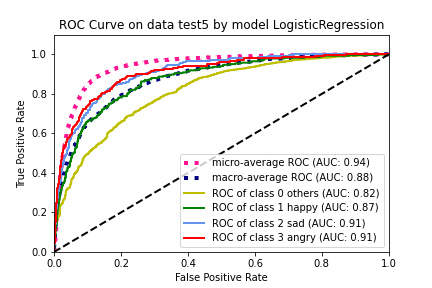 ROC Curve on data test5 by model LogisticRegression
True Positive Rate
1.0
0.8
0.6
0.4
0.2
0.0
micro-average ROC (AUC: 0.94)
macro-average ROC (AUC: 0.88)
ROC of class 0 others (AUC: 0.82)
ROC of class 1 happy (AUC: 0.87)
ROC of class 2 sad (AUC: 0.91)
ROC of class 3 angry (AUC: 0.91)
0.0 0.2 0.4 0.6 0.8 1.0
False Positive Rate